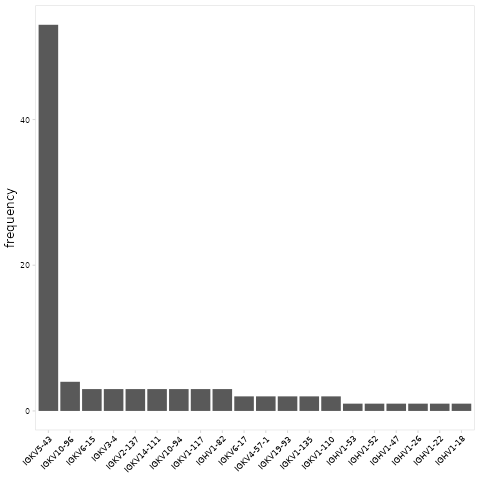 frequency
40
20
0
IGKV5-43
IGKV10-96
IGKV6-15
IGKV3-4
IGKV2-137
IGKV14-111
IGKV10-94
IGKV1-117
IGHV1-82
IGKV6-17
IGKV4-57-1
IGKV19-93
IGKV1-135
IGKV1-110
IGHV1-53
IGHV1-52
IGHV1-47
IGHV1-26
IGHV1-22
IGHV1-18